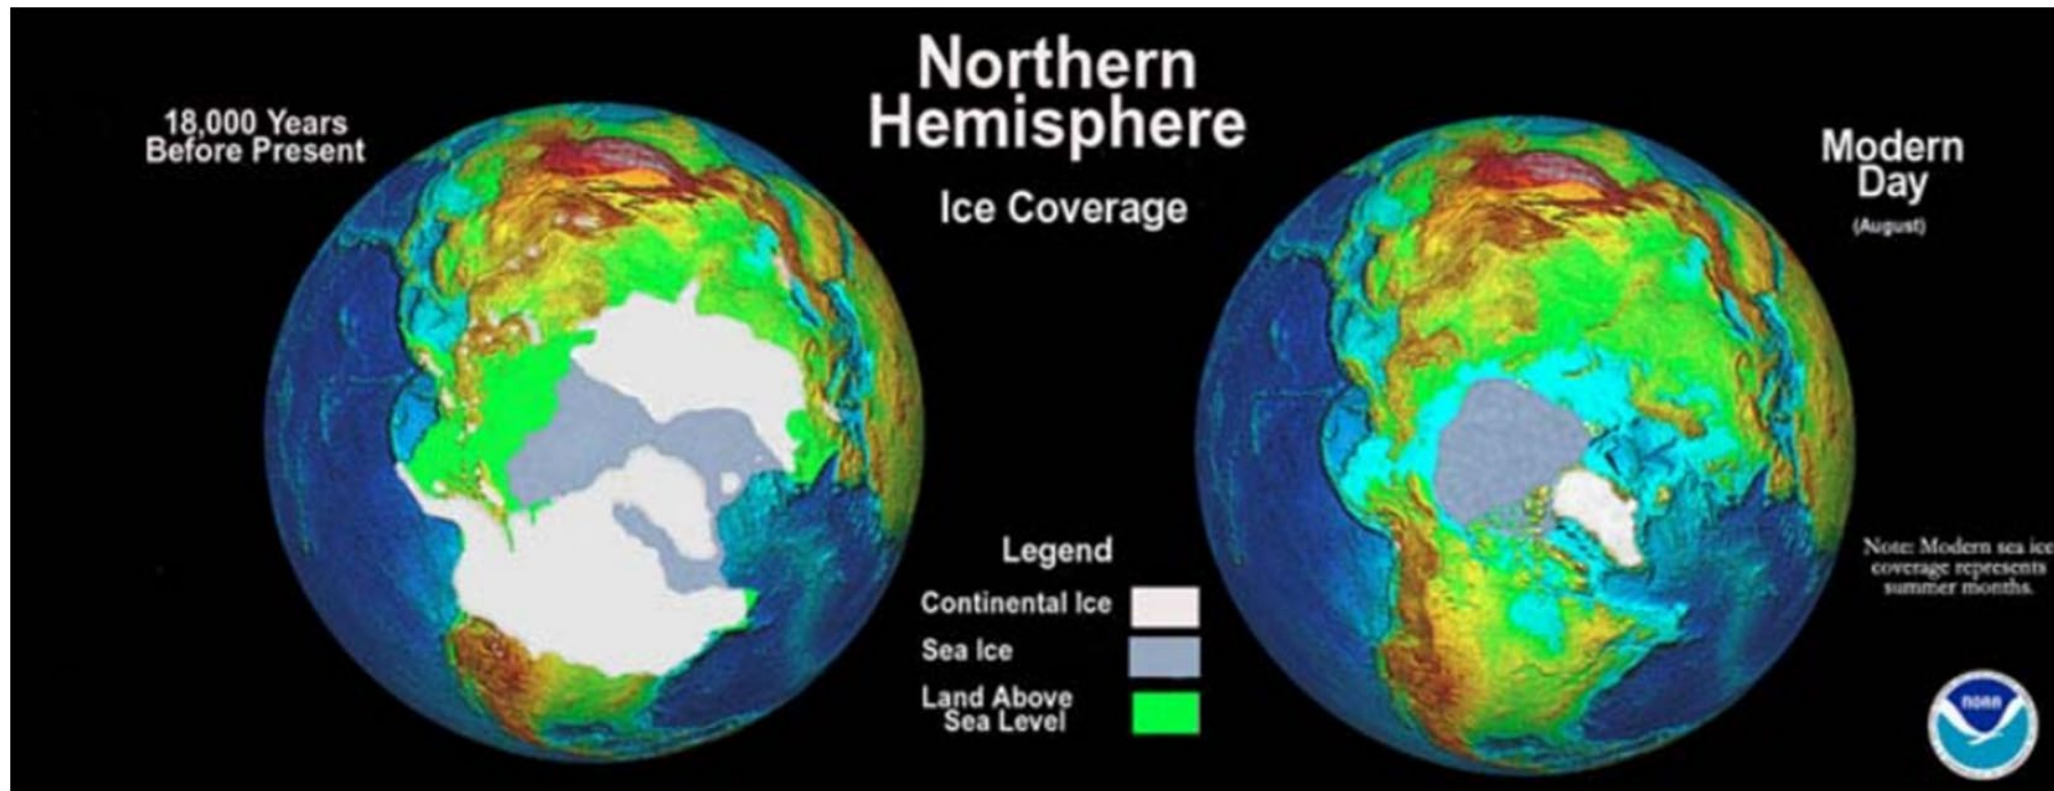 Northern
Hemisphere
Ice Coverage
18,000 Years
Before Present
Modern
Day
(August)
Legend
Continental Ice
Sea Ice
Land Above
Sea Level
Note: Modern sea ice
coverage represents
summer months.
noaa